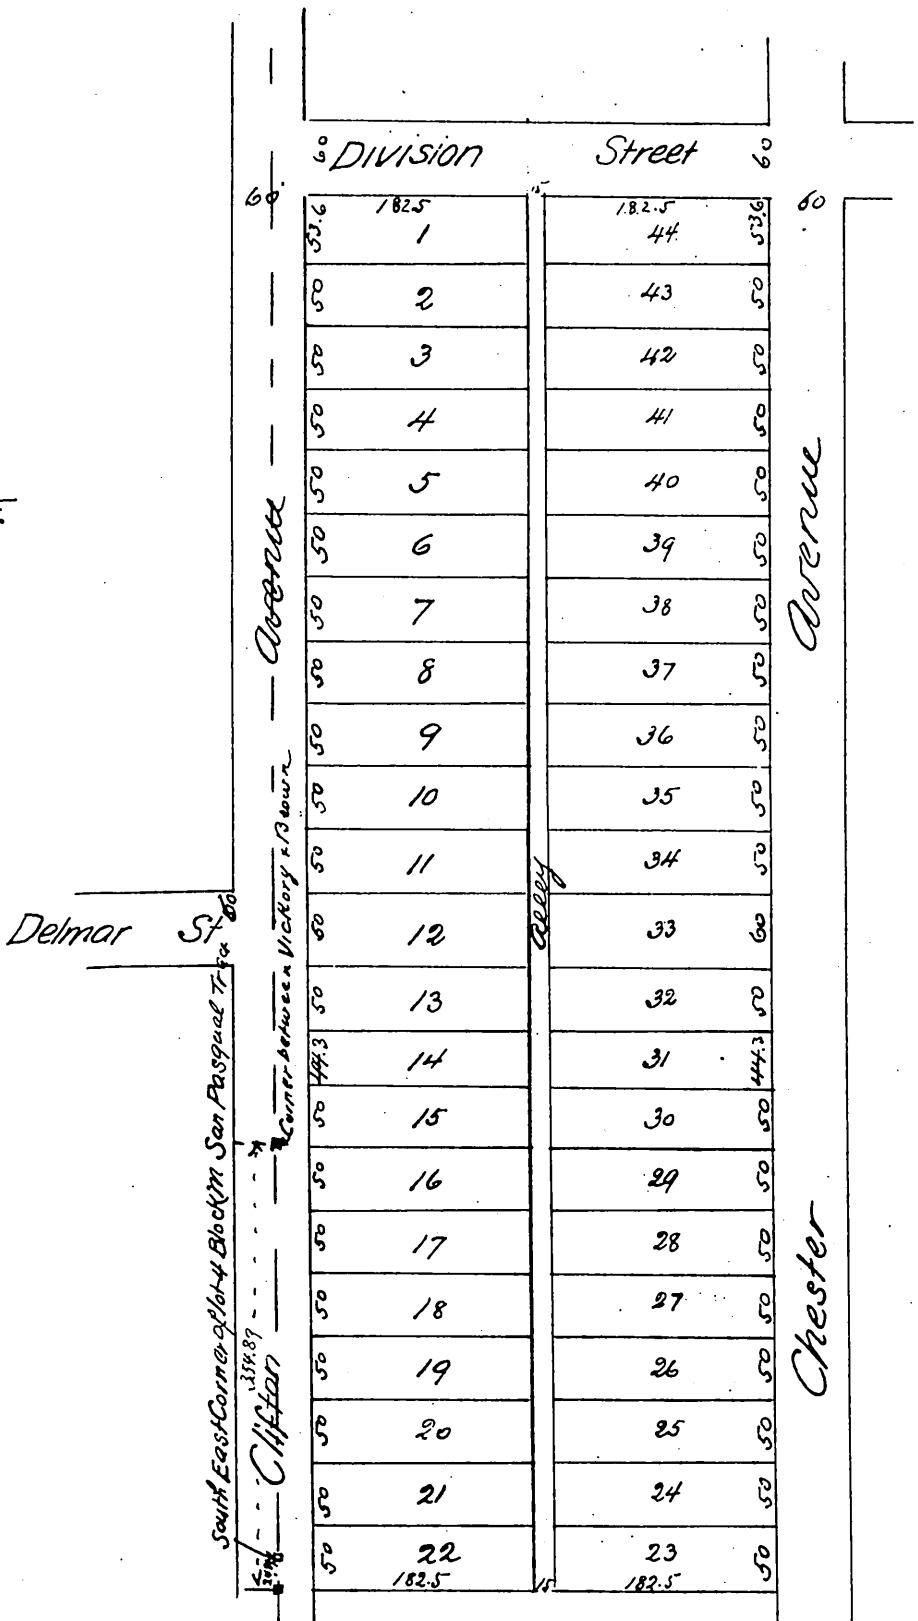 60 Division Street 60
60 15 60
53.6 182.5 182.5 53.6
1 44
50 2 43 50
50 3 42 50
50 4 41 50
50 5 40 50
50 6 39 50
50 7 38 50
50 8 37 50
50 9 36 50
50 10 35 50
50 11 34 50
60 12 33 60
50 13 32 50
44.3 14 31 44.3
50 15 30 50
50 16 29 50
50 17 28 50
50 18 27 50
50 19 26 50
50 20 25 50
50 21 24 50
50 22 23 50
182.5 15 182.5
Alley
Delmar St 60
Clifton Avenue
Chester Avenue
Corner between Vickory & Brown
South East Corner of lot 4 Block M San Pasqual Tract
354.89